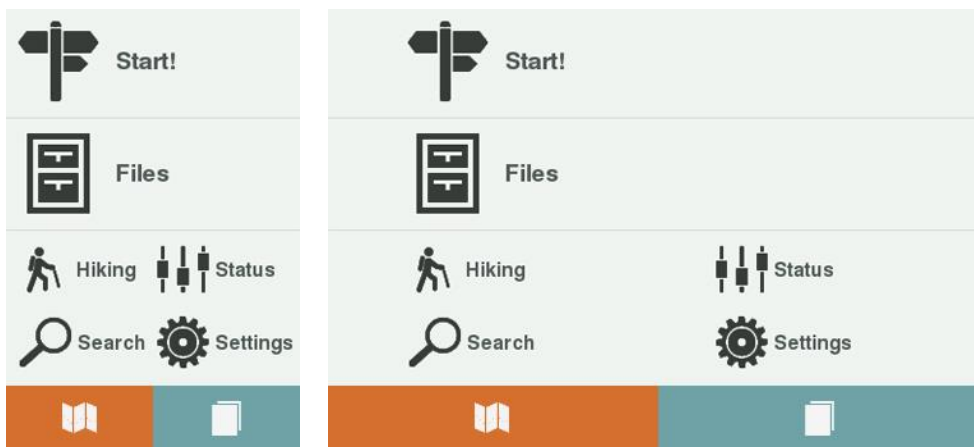 Start!
Files
Hiking
Status
Search
Settings
Start!
Files
Hiking
Status
Search
Settings